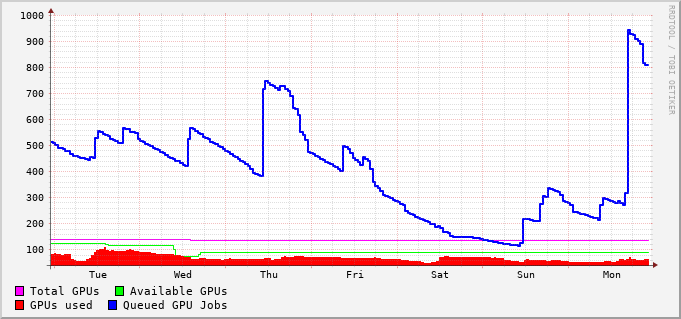 1000
900
800
700
600
500
400
300
200
100
Tue Wed Thu Fri Sat Sun Mon
Total GPUs Available GPUs
GPUs used Queued GPU Jobs
RRDTOOL / TOBI OETIKER